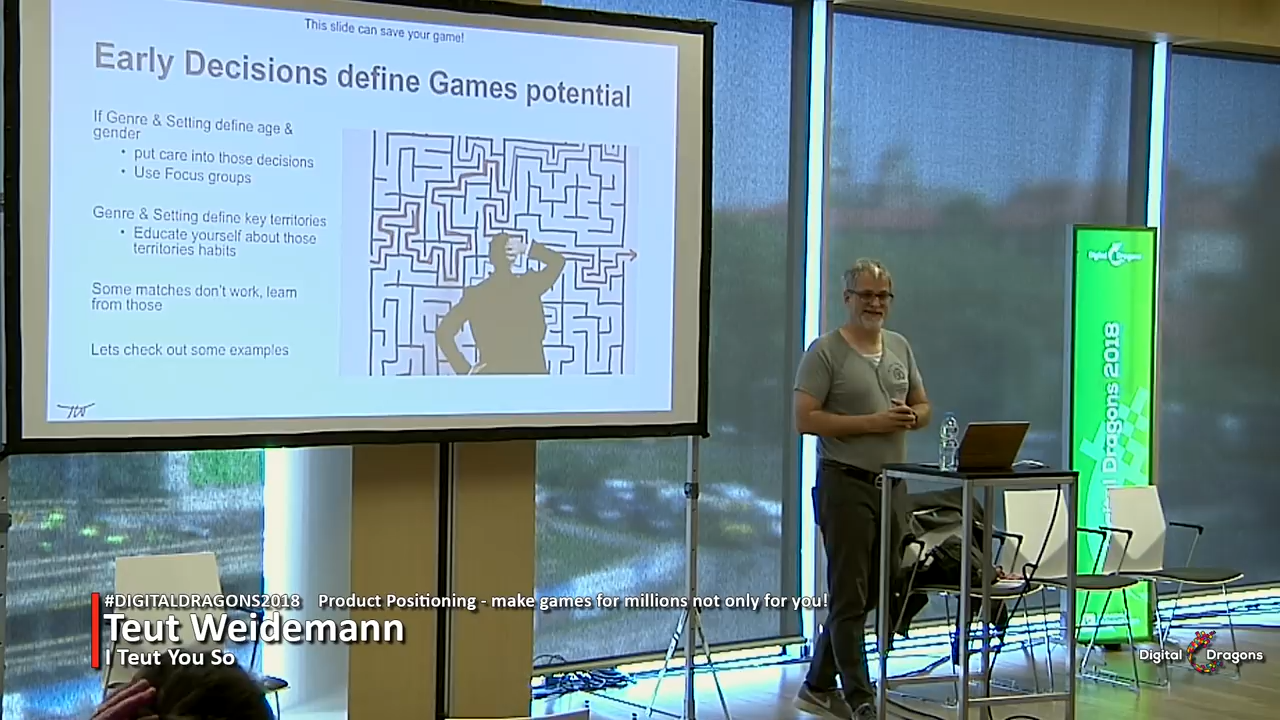 This slide can save your game!
Early Decisions define Games potential
If Genre & Setting define age &
gender
• put care into those decisions
• Use Focus groups
Genre & Setting define key territories
• Educate yourself about those
territories habits
Some matches don't work, learn
from those
Lets check out some examples
Digital Dragons
Digital Dragons 2018
#DIGITALDRAGONS2018 Product Positioning - make games for millions not only for you!
Teut Weidemann
I Teut You So
Digital Dragons